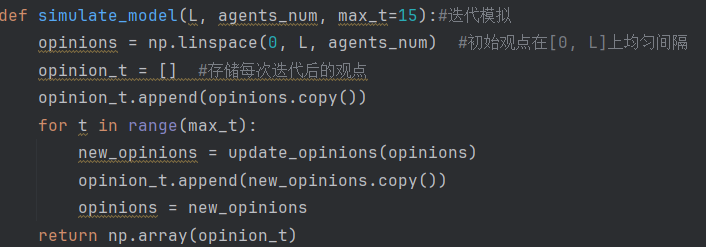 def simulate_model(L, agents_num, max_t=15):#迭代模拟
    opinions = np.linspace(0, L, agents_num)  #初始观点在[0, L]上均匀间隔
    opinion_t = []  #存储每次迭代后的观点
    opinion_t.append(opinions.copy())
    for t in range(max_t):
        new_opinions = update_opinions(opinions)
        opinion_t.append(new_opinions.copy())
        opinions = new_opinions
    return np.array(opinion_t)